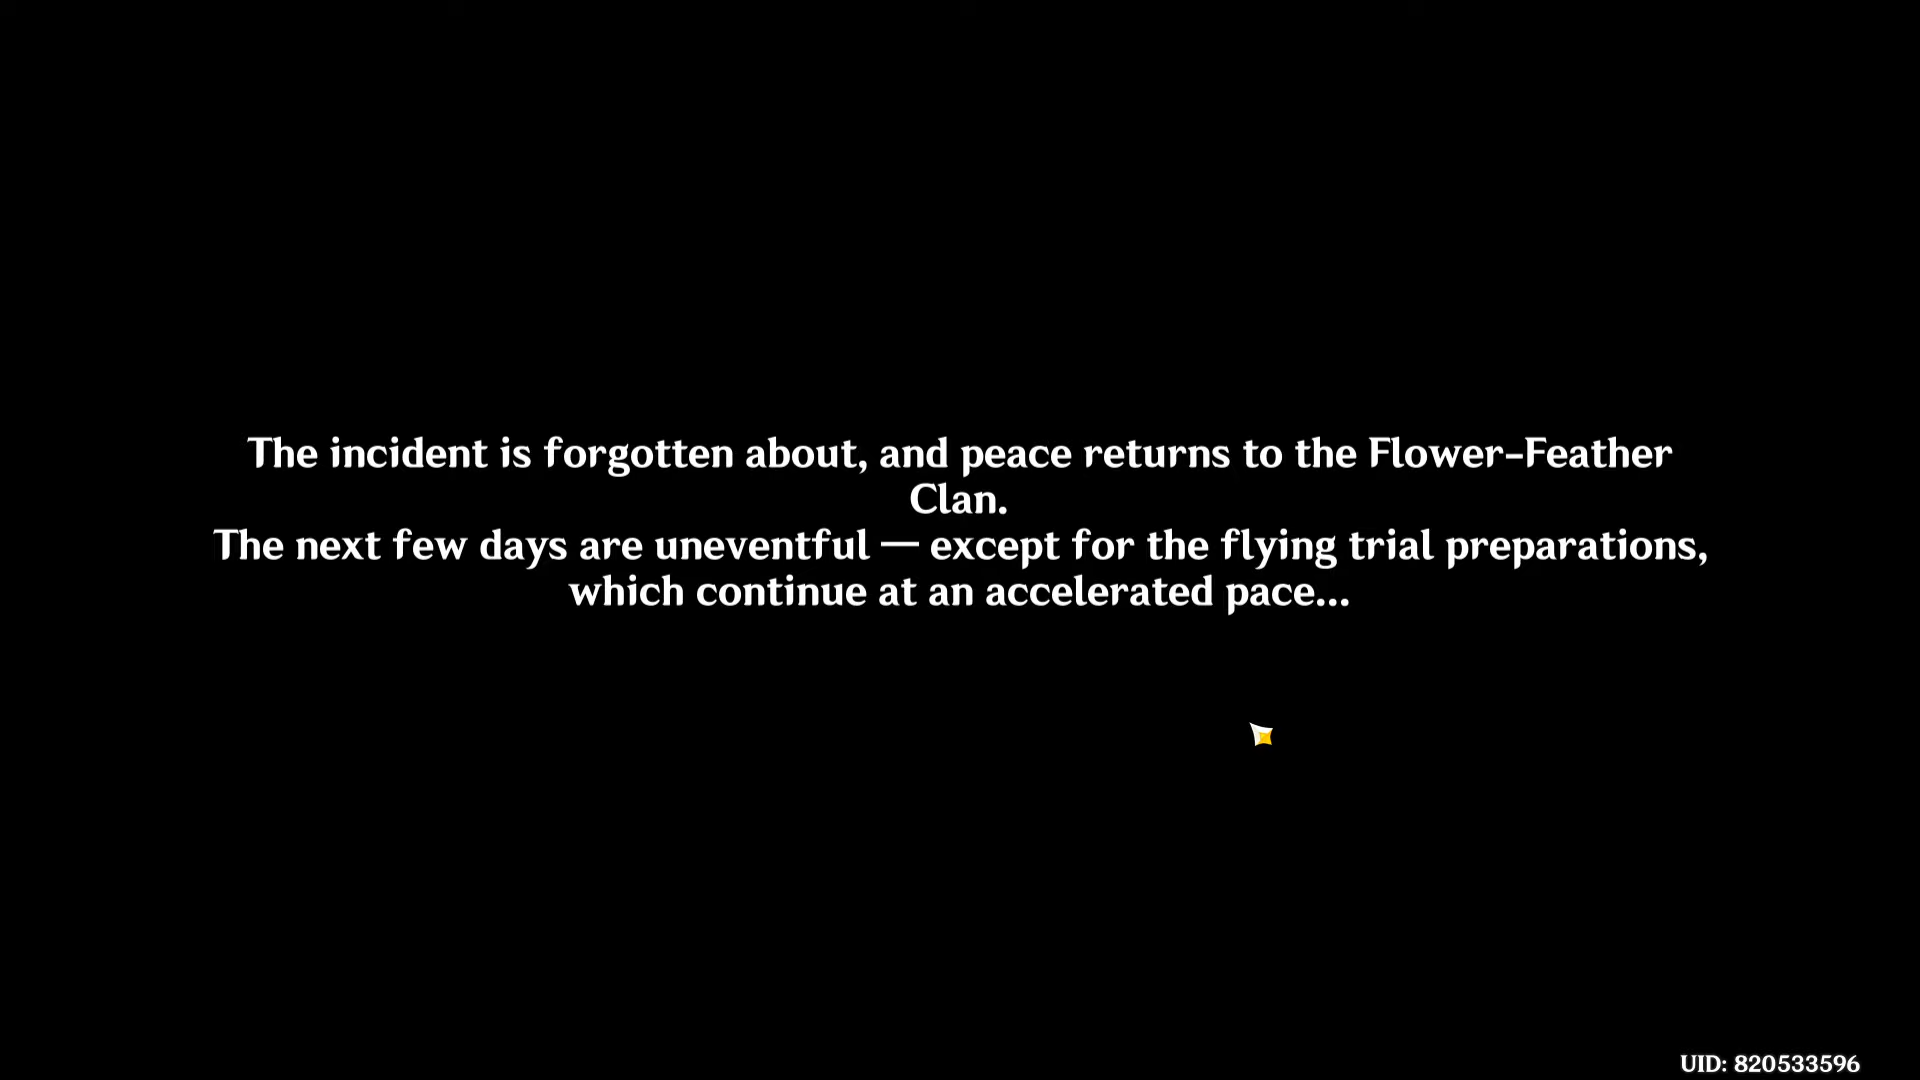 The incident is forgotten about, and peace returns to the Flower-Feather
Clan.
The next few days are uneventful — except for the flying trial preparations,
which continue at an accelerated pace...
UID: 820533596